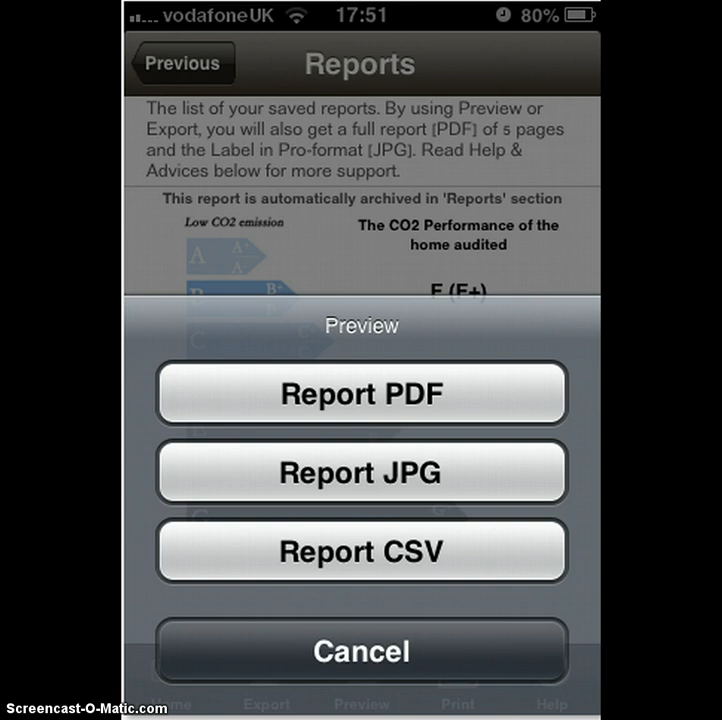 vodafone UK 17:51 80%
Previous
Reports
The list of your saved reports. By using Preview or
Export, you will also get a full report [PDF] of 5 pages
and the Label in Pro-format [JPG]. Read Help &
Advices below for more support.
This report is automatically archived in 'Reports' section
Low CO2 emission
The CO2 Performance of the
home audited
A A+
A
B B+
E (E+)
C
Preview
Report PDF
Report JPG
Report CSV
Cancel
Home Export Preview Print Help
Screencast-O-Matic.com